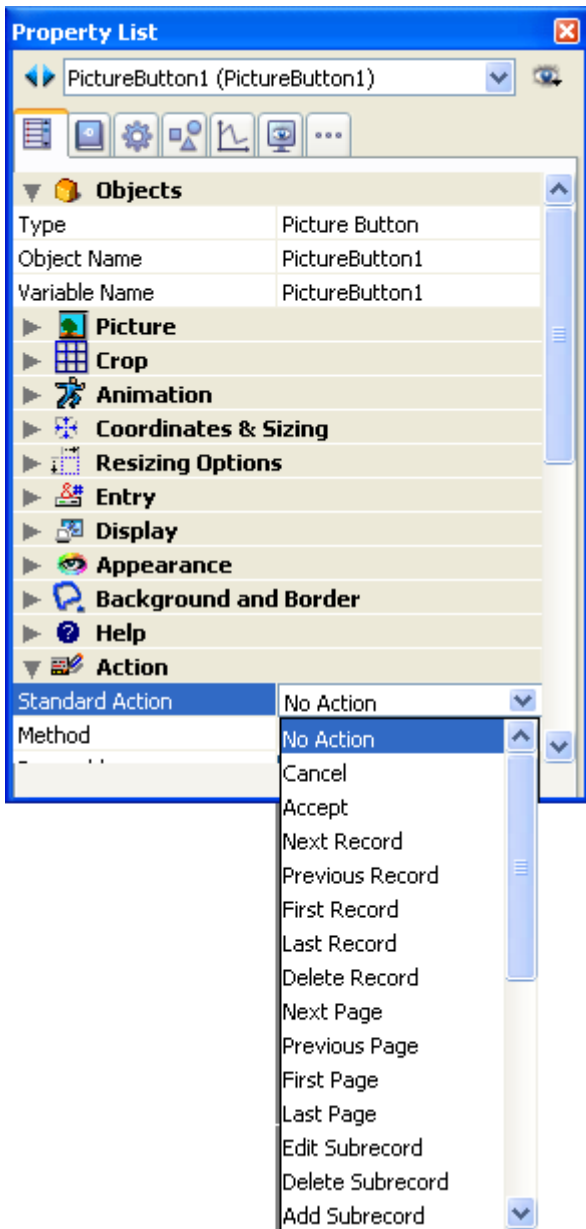 Property List
PictureButton1 (PictureButton1)
Objects
Type Picture Button
Object Name PictureButton1
Variable Name PictureButton1
Picture
Crop
Animation
Coordinates & Sizing
Resizing Options
Entry
Display
Appearance
Background and Border
Help
Action
Standard Action No Action
Method
No Action
Cancel
Accept
Next Record
Previous Record
First Record
Last Record
Delete Record
Next Page
Previous Page
First Page
Last Page
Edit Subrecord
Delete Subrecord
Add Subrecord